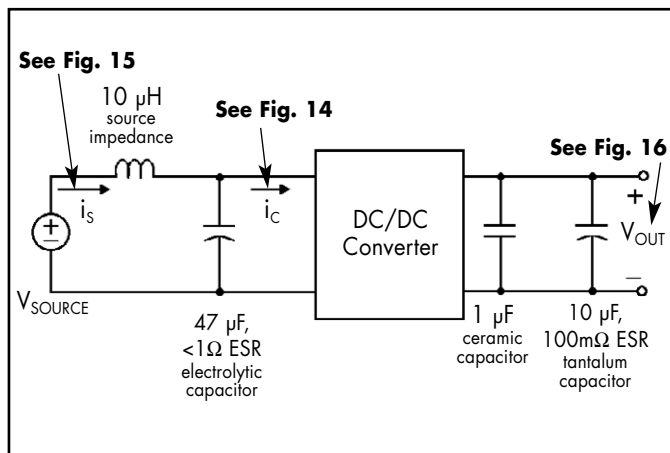 See Fig. 15
10 µH
source
impedance
See Fig. 14
See Fig. 16
iS
iC
DC/DC
Converter
+
VOUT
–
+
–
VSOURCE
47 µF,
<1Ω ESR
electrolytic
capacitor
1 µF
ceramic
capacitor
10 µF,
100mΩ ESR
tantalum
capacitor